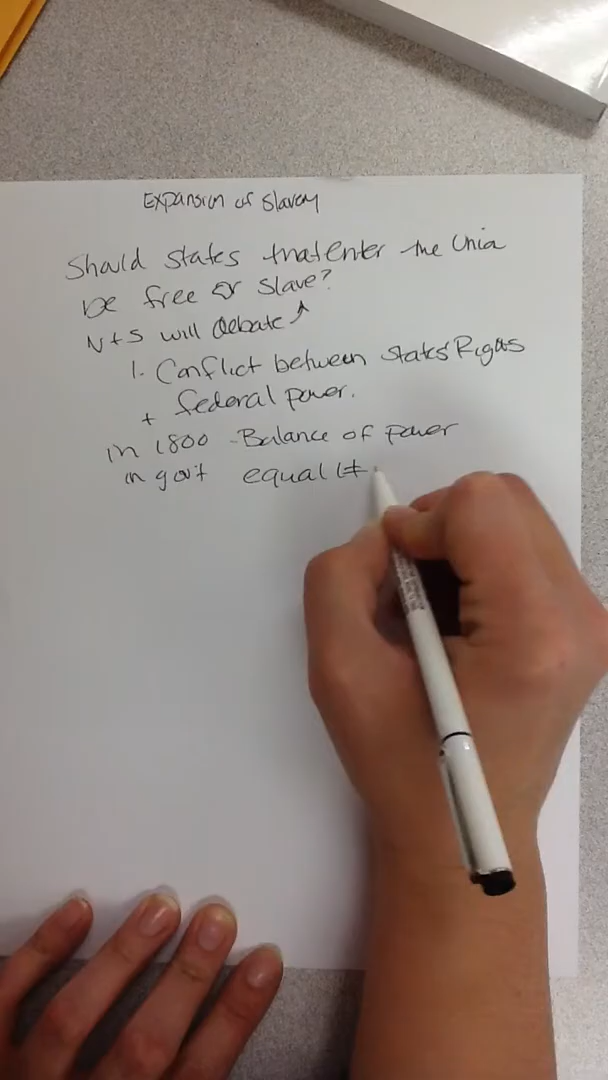 Expansion of Slavery
Should states that enter the Union
be free or slave?
N + S will debate
1. Conflict between States' Rights
+ federal power.
in 1800 - Balance of power
in gov't equal (#